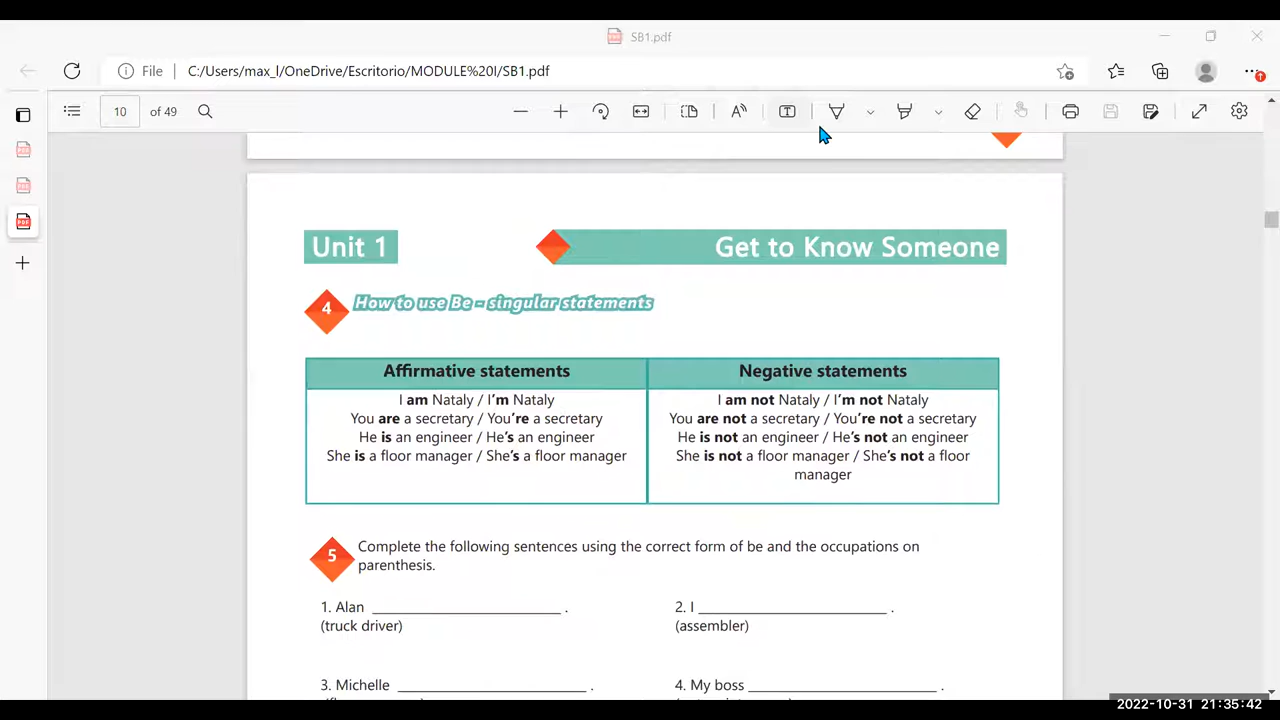 SB1.pdf
File | C:/Users/max_l/OneDrive/Escritorio/MODULE%20I/SB1.pdf
10 of 49
Unit 1
Get to Know Someone
4 How to use Be - singular statements
Affirmative statements
I am Nataly / I'm Nataly
You are a secretary / You're a secretary
He is an engineer / He's an engineer
She is a floor manager / She's a floor manager
Negative statements
I am not Nataly / I'm not Nataly
You are not a secretary / You're not a secretary
He is not an engineer / He's not an engineer
She is not a floor manager / She's not a floor
manager
5 Complete the following sentences using the correct form of be and the occupations on
parenthesis.
1. Alan ________________________ .
(truck driver)
2. I ________________________ .
(assembler)
3. Michelle ________________________ .
4. My boss ________________________ .
2022-10-31 21:35:42